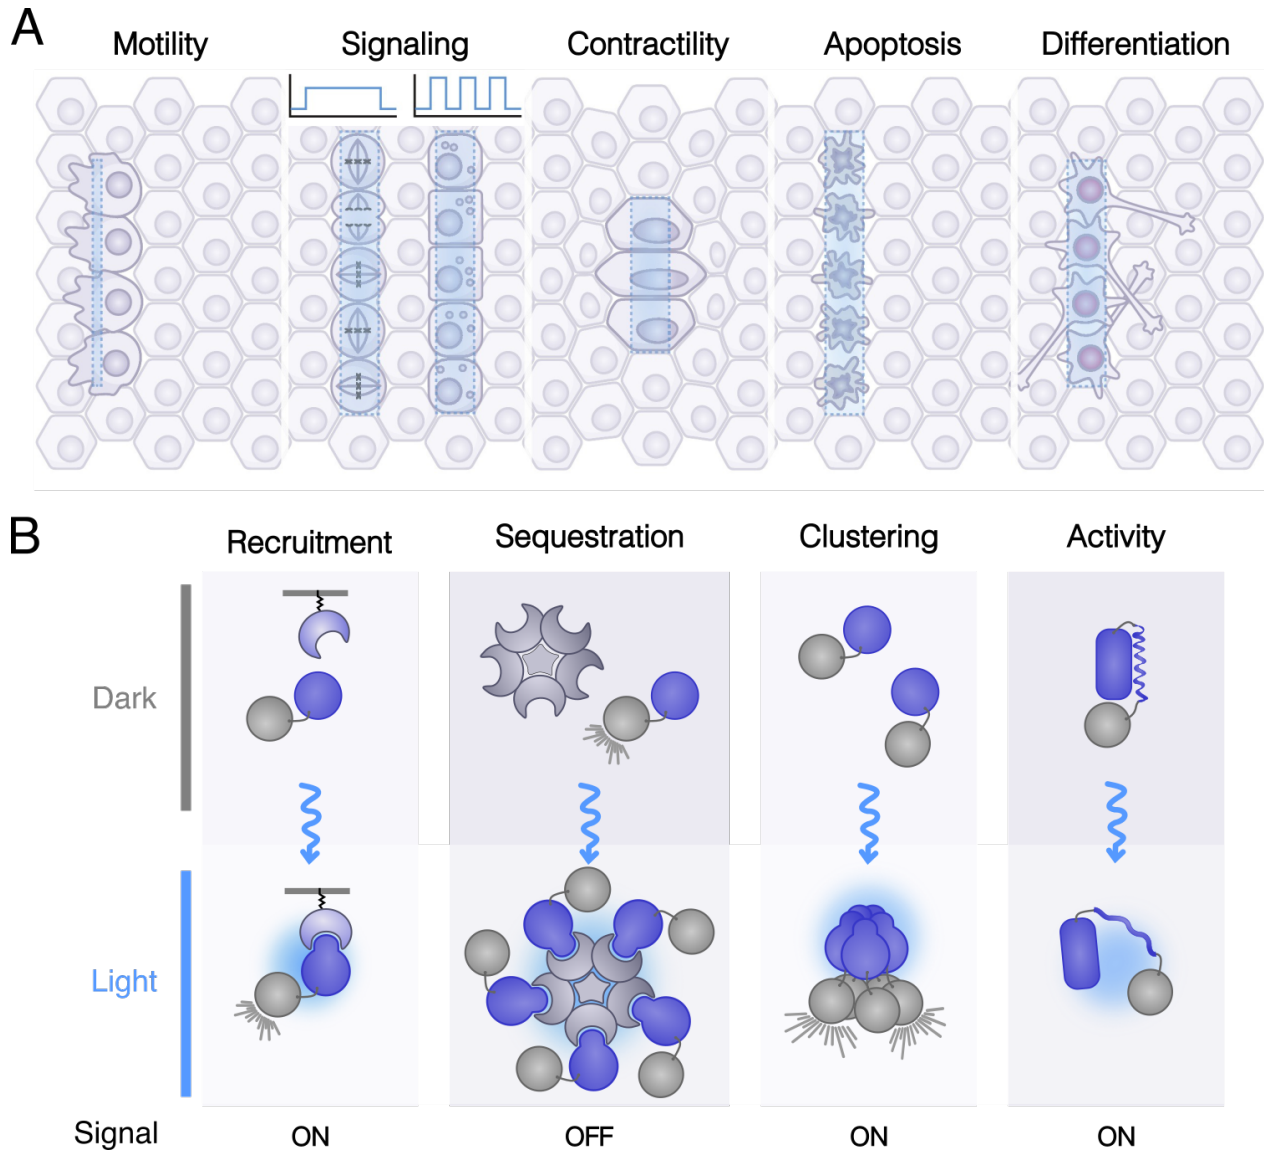 A
Motility Signaling Contractility Apoptosis Differentiation
B
Recruitment Sequestration Clustering Activity
Dark
Light
Signal ON OFF ON ON